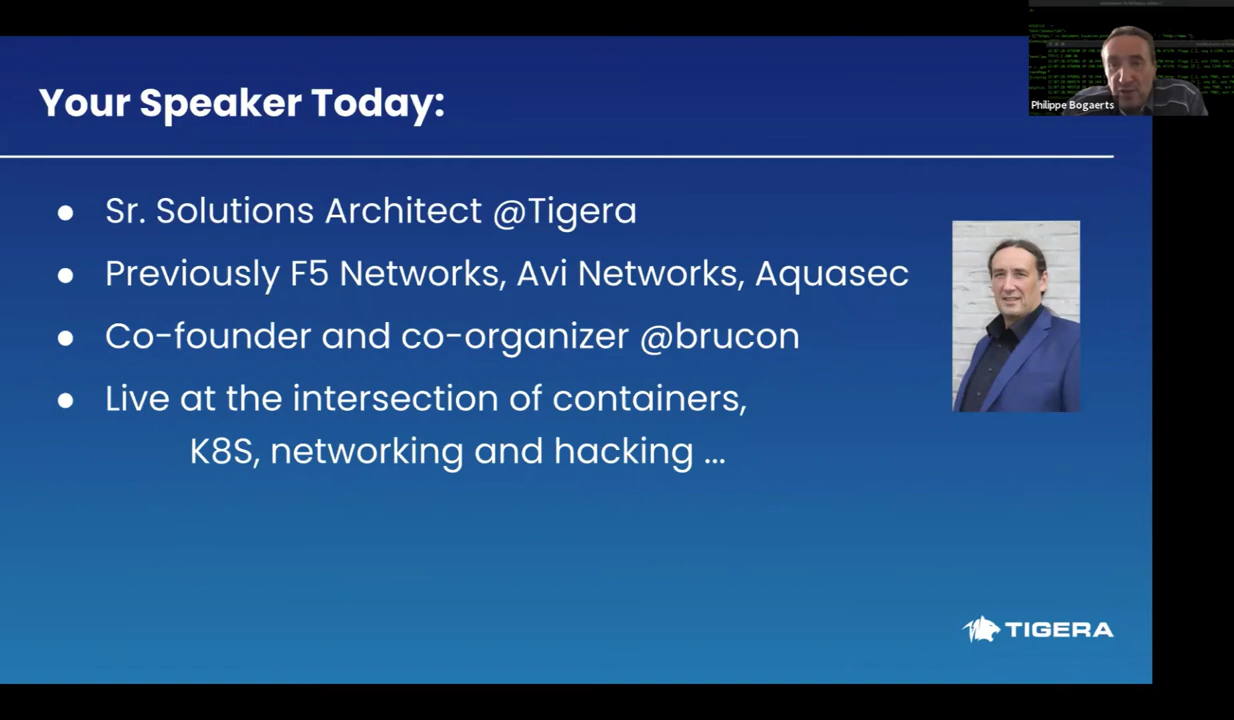 Your Speaker Today:
Philippe Bogaerts
● Sr. Solutions Architect @Tigera
● Previously F5 Networks, Avi Networks, Aquasec
● Co-founder and co-organizer @brucon
● Live at the intersection of containers,
K8S, networking and hacking ...
TIGERA